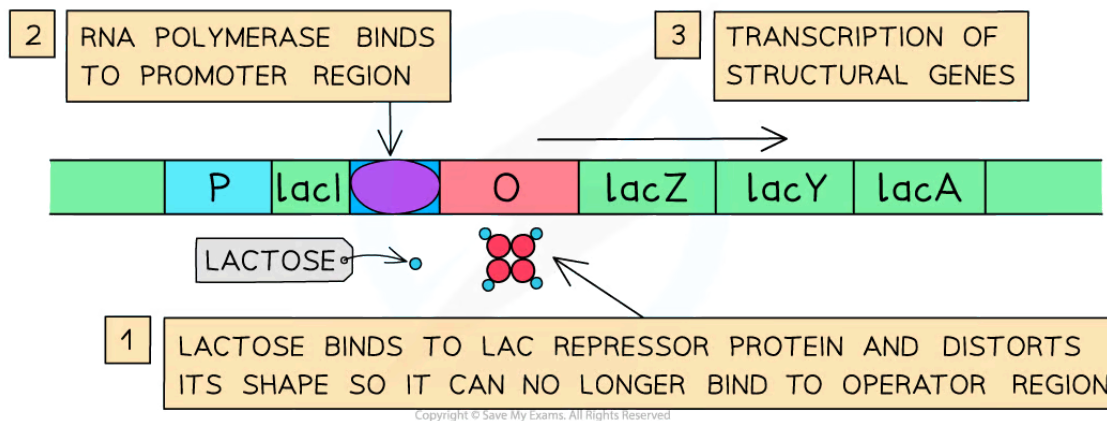 2
RNA POLYMERASE BINDS
TO PROMOTER REGION
3
TRANSCRIPTION OF
STRUCTURAL GENES
P lacI O lacZ lacY lacA
LACTOSE
1
LACTOSE BINDS TO LAC REPRESSOR PROTEIN AND DISTORTS
ITS SHAPE SO IT CAN NO LONGER BIND TO OPERATOR REGION
Copyright © Save My Exams. All Rights Reserved